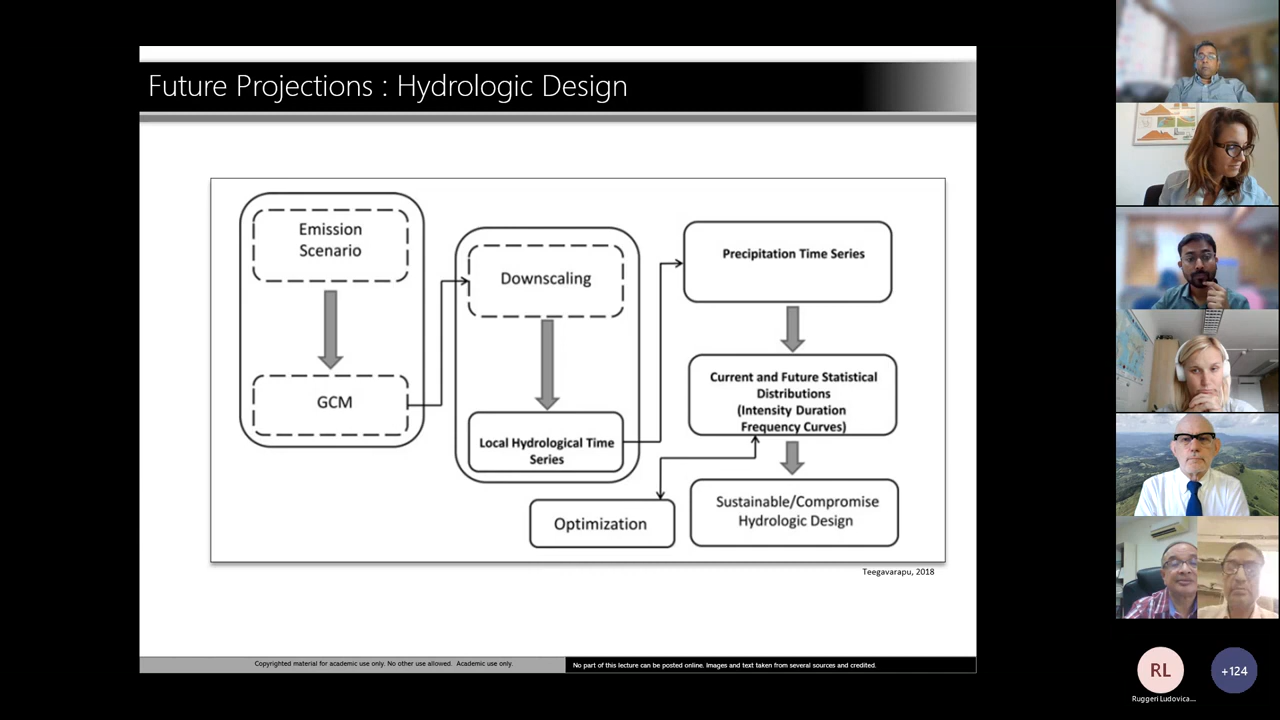 Future Projections : Hydrologic Design
Emission
Scenario
GCM
Downscaling
Local Hydrological Time
Series
Precipitation Time Series
Current and Future Statistical
Distributions
(Intensity Duration
Frequency Curves)
Optimization
Sustainable/Compromise
Hydrologic Design
Teegavarapu, 2018
Copyrighted material for academic use only. No other use allowed.  Academic use only.
No part of this lecture can be posted online. Images and text taken from several sources and credited.
RL
Ruggeri Ludovica...
+124